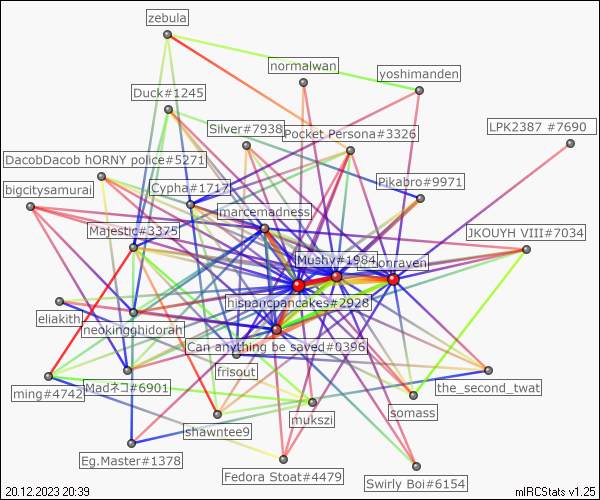 zebula
normalwan
yoshimanden
Duck#1245
LPK2387 #7690
Silver#7938
Pocket Persona#3326
DacobDacob hORNY police#5271
Cypha#1717
Pikabro#9971
bigcitysamurai
marcemadness
Majestic#3375
JKOUYH VIII#7034
Mushy#1984
onraven
hispanicpancakes#2928
eliakith
neokingghidorah
Can anything be saved#0396
frisout
ming#4742
Madネコ#6901
the_second_twat
mukszi
somass
shawntee9
Eg.Master#1378
Fedora Stoat#4479
Swirly Boi#6154
20.12.2023 20:39
mIRCStats v1.25